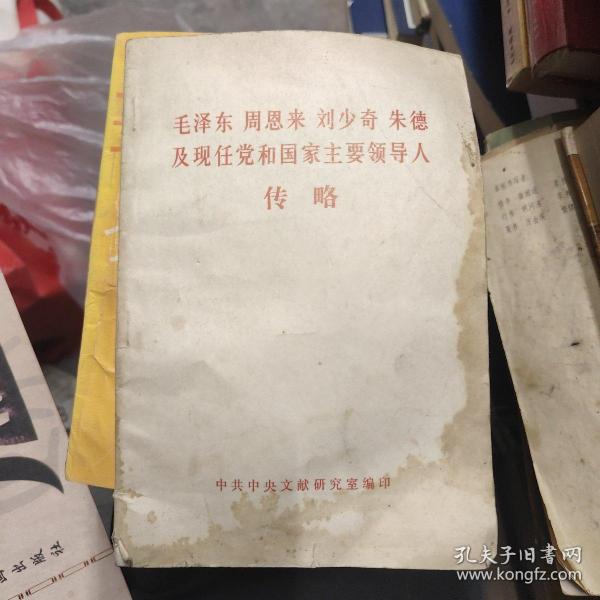 毛泽东 周恩来 刘少奇 朱德
及现任党和国家主要领导人
传略
中共中央文献研究室编印
孔夫子旧书网
www.kongfz.com